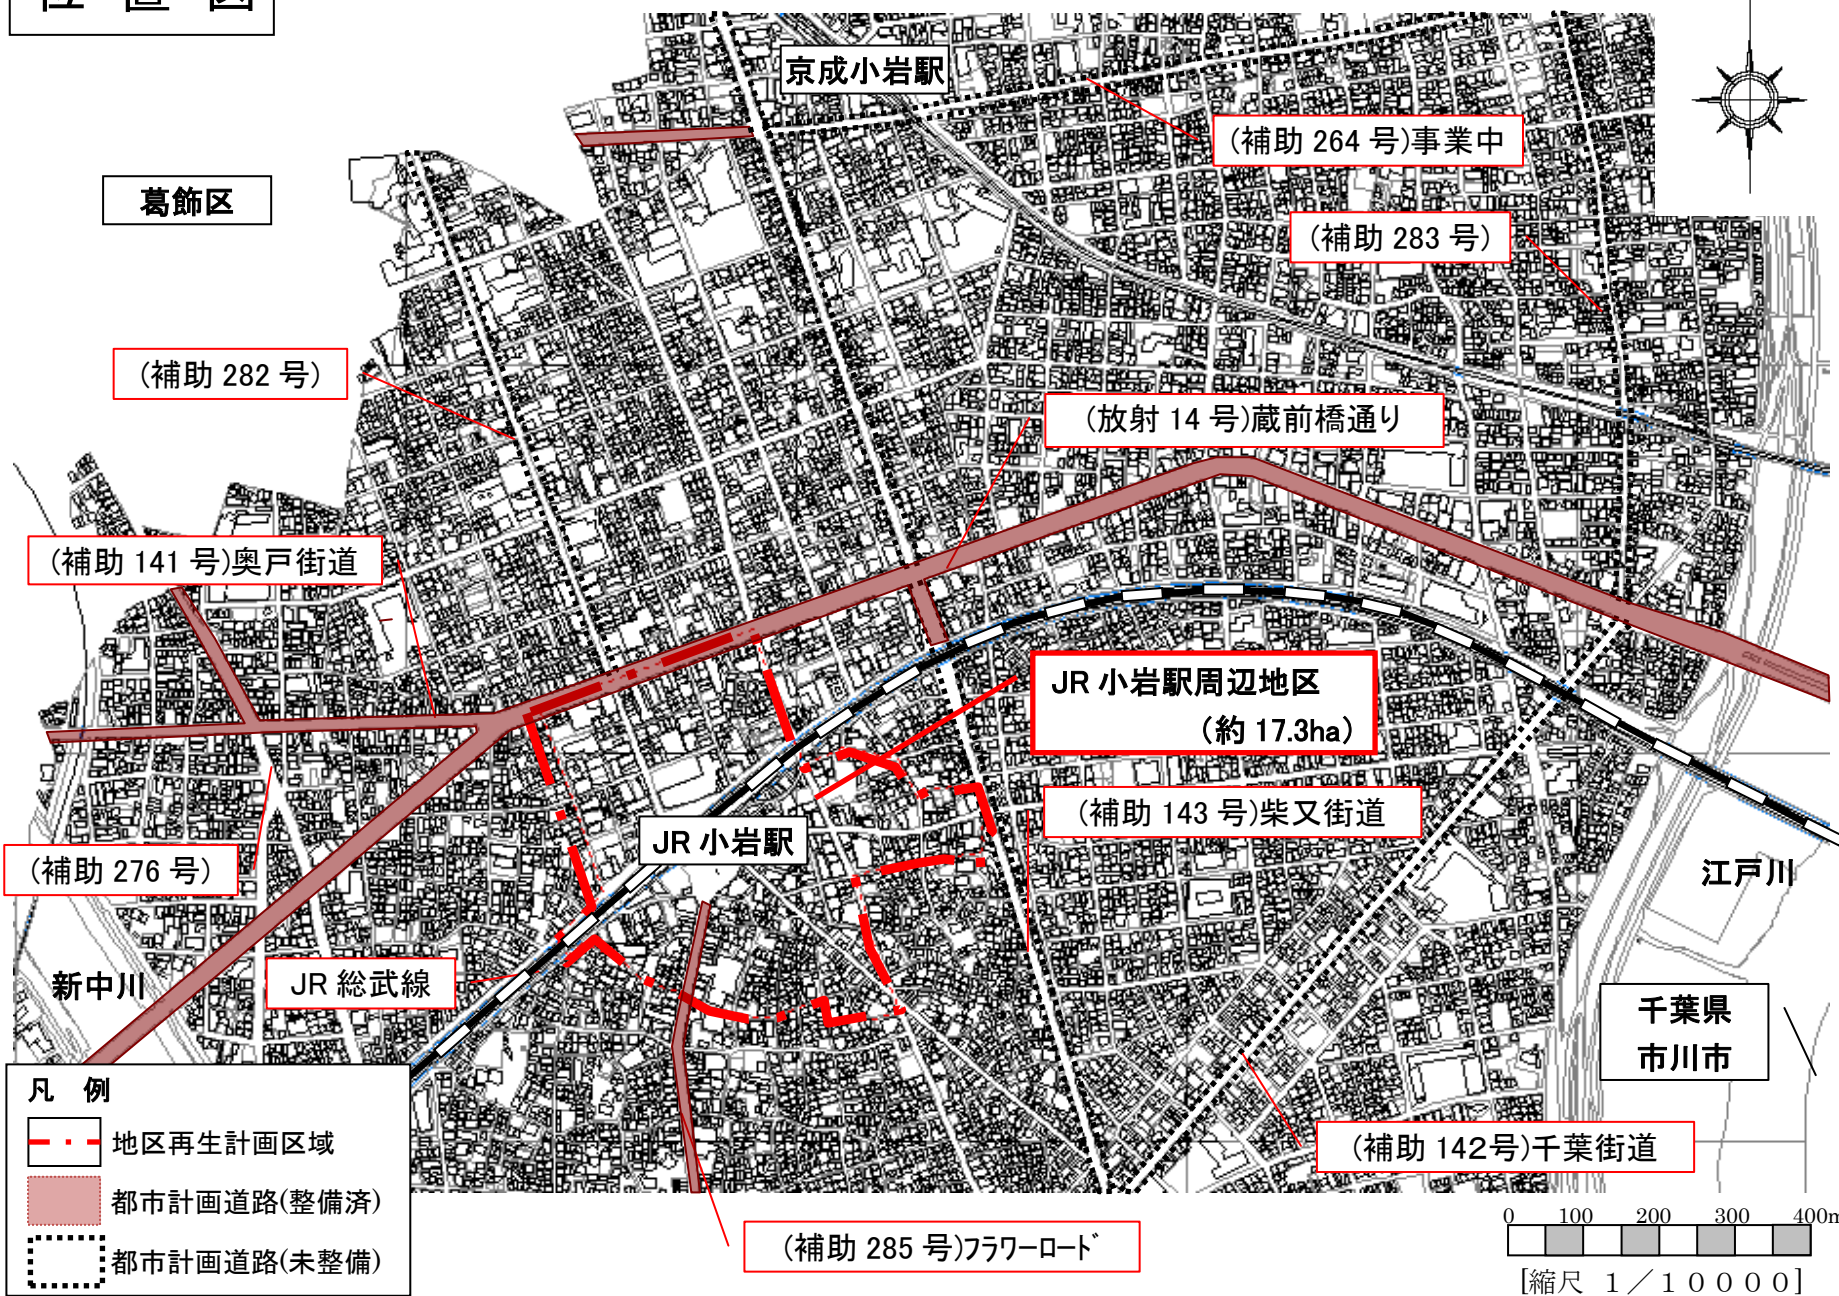 位置図
京成小岩駅
(補助 264 号)事業中
葛飾区
(補助 283 号)
(補助 282 号)
(放射 14 号)蔵前橋通り
(補助 141 号)奥戸街道
JR 小岩駅周辺地区
(約 17.3ha)
(補助 143 号)柴又街道
JR 小岩駅
(補助 276 号)
江戸川
新中川
JR 総武線
千葉県
市川市
(補助 142号)千葉街道
(補助 285 号)フラワーロード
凡 例
地区再生計画区域
都市計画道路(整備済)
都市計画道路(未整備)
0 100 200 300 400m
[縮尺 1/10000]